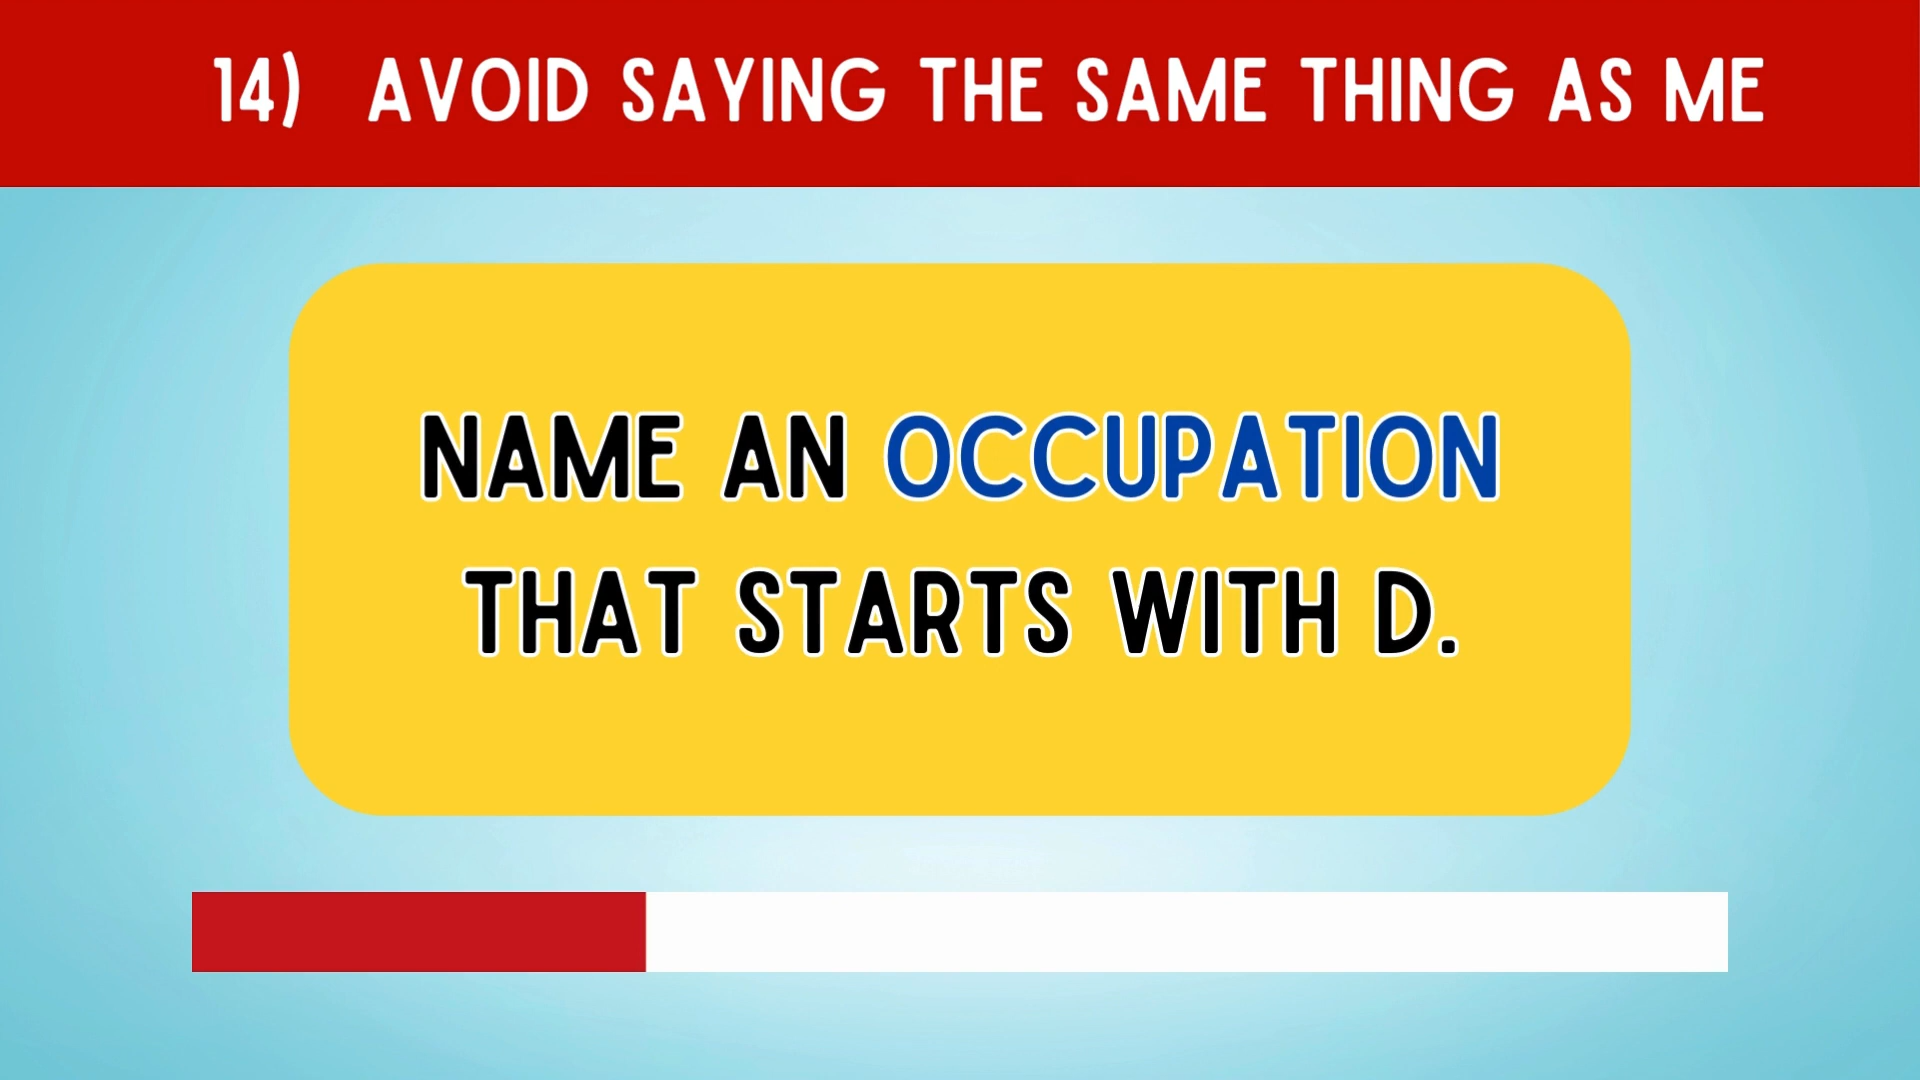 14) AVOID SAYING THE SAME THING AS ME
NAME AN OCCUPATION
THAT STARTS WITH D.